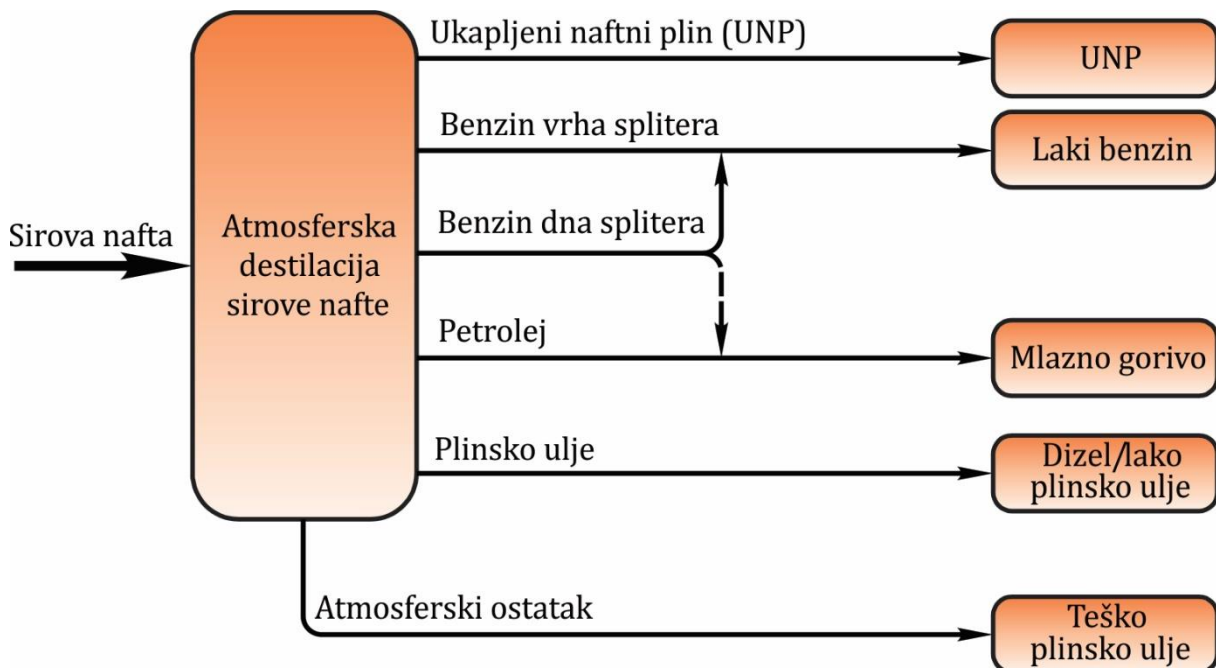 Ukapljeni naftni plin (UNP)
UNP
Benzin vrha splitera
Laki benzin
Benzin dna splitera
Sirova nafta
Atmosferska
destilacija
sirove nafte
Petrolej
Mlazno gorivo
Plinsko ulje
Dizel/lako
plinsko ulje
Atmosferski ostatak
Teško
plinsko ulje